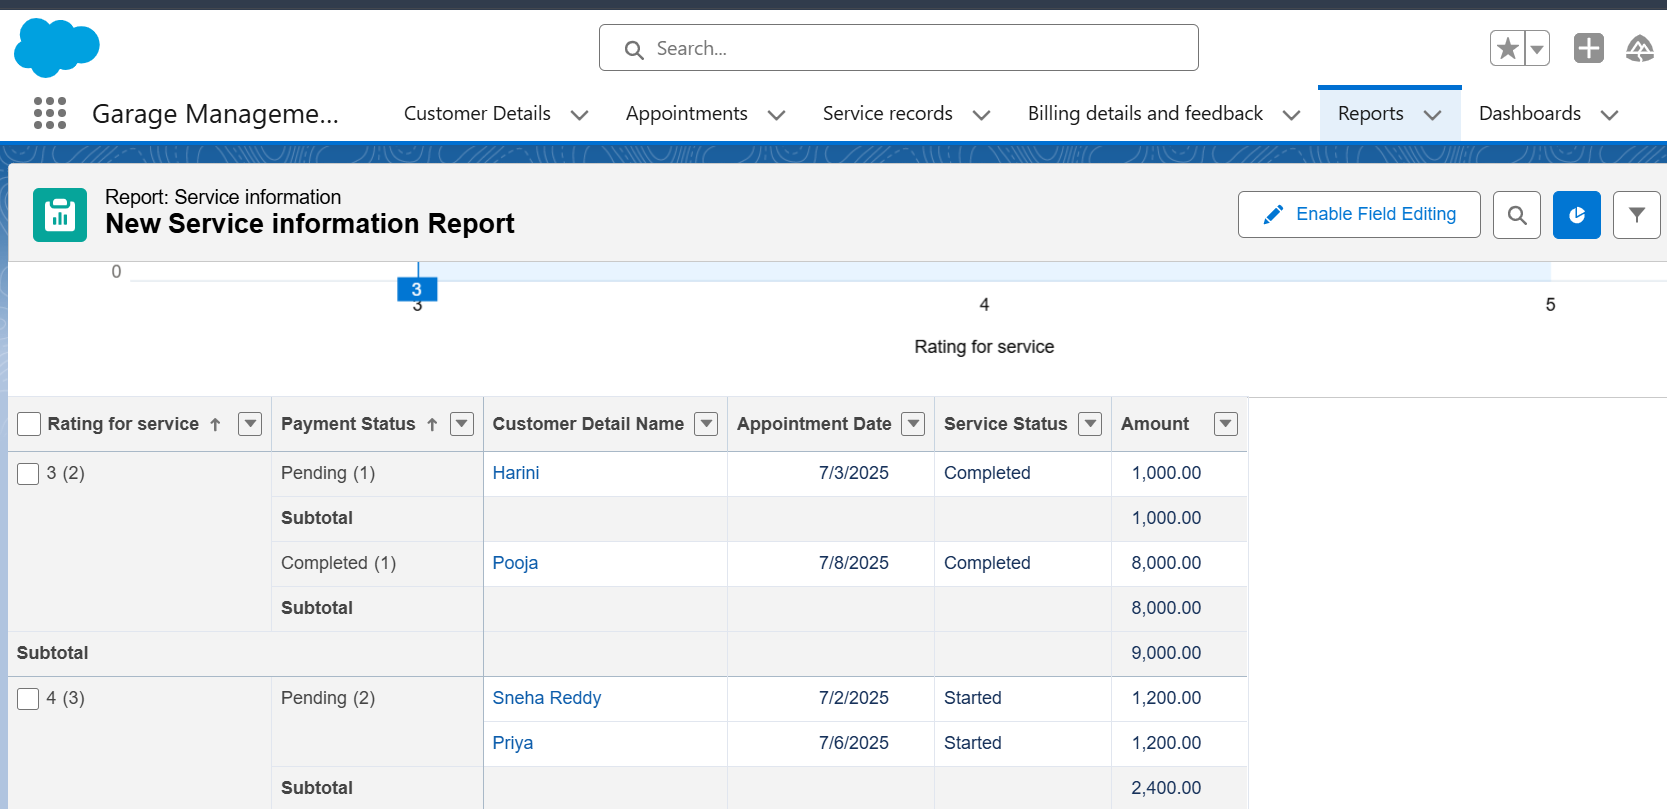 Search...
Garage Manageme...
Customer Details
Appointments
Service records
Billing details and feedback
Reports
Dashboards
Report: Service information
New Service information Report
Enable Field Editing
0
3
3
4
5
Rating for service
Rating for service ↑ Payment Status ↑ Customer Detail Name Appointment Date Service Status Amount
3 (2) Pending (1) Harini 7/3/2025 Completed 1,000.00
Subtotal 1,000.00
Completed (1) Pooja 7/8/2025 Completed 8,000.00
Subtotal 8,000.00
Subtotal 9,000.00
4 (3) Pending (2) Sneha Reddy 7/2/2025 Started 1,200.00
Priya 7/6/2025 Started 1,200.00
Subtotal 2,400.00